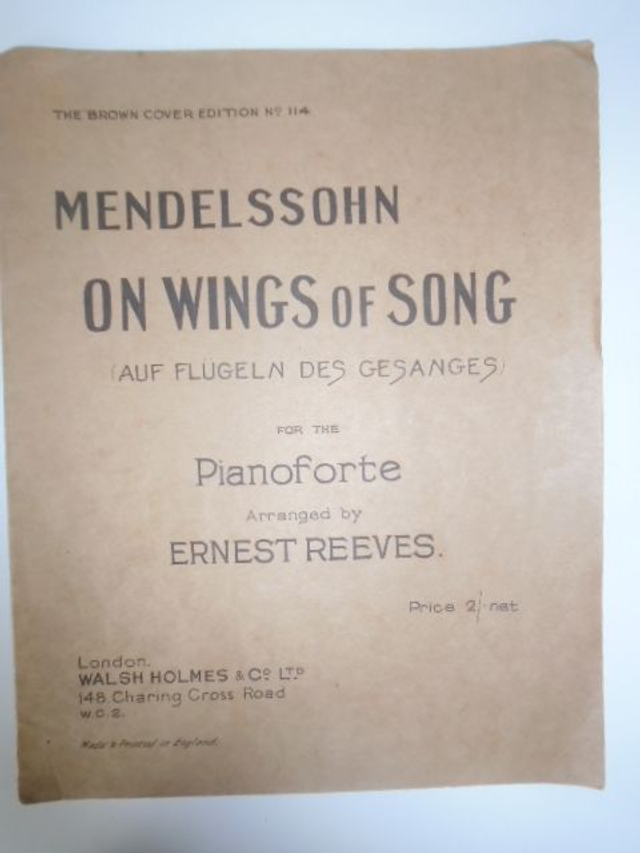 THE BROWN COVER EDITION Nº 114
MENDELSSOHN
ON WINGS OF SONG
(AUF FLÜGELN DES GESANGES)
FOR THE
Pianoforte
Arranged by
ERNEST REEVES.
Price 2/- net
London.
WALSH HOLMES & Cº LTD
148 Charing Cross Road
W.C.2.
Made & Printed in England.